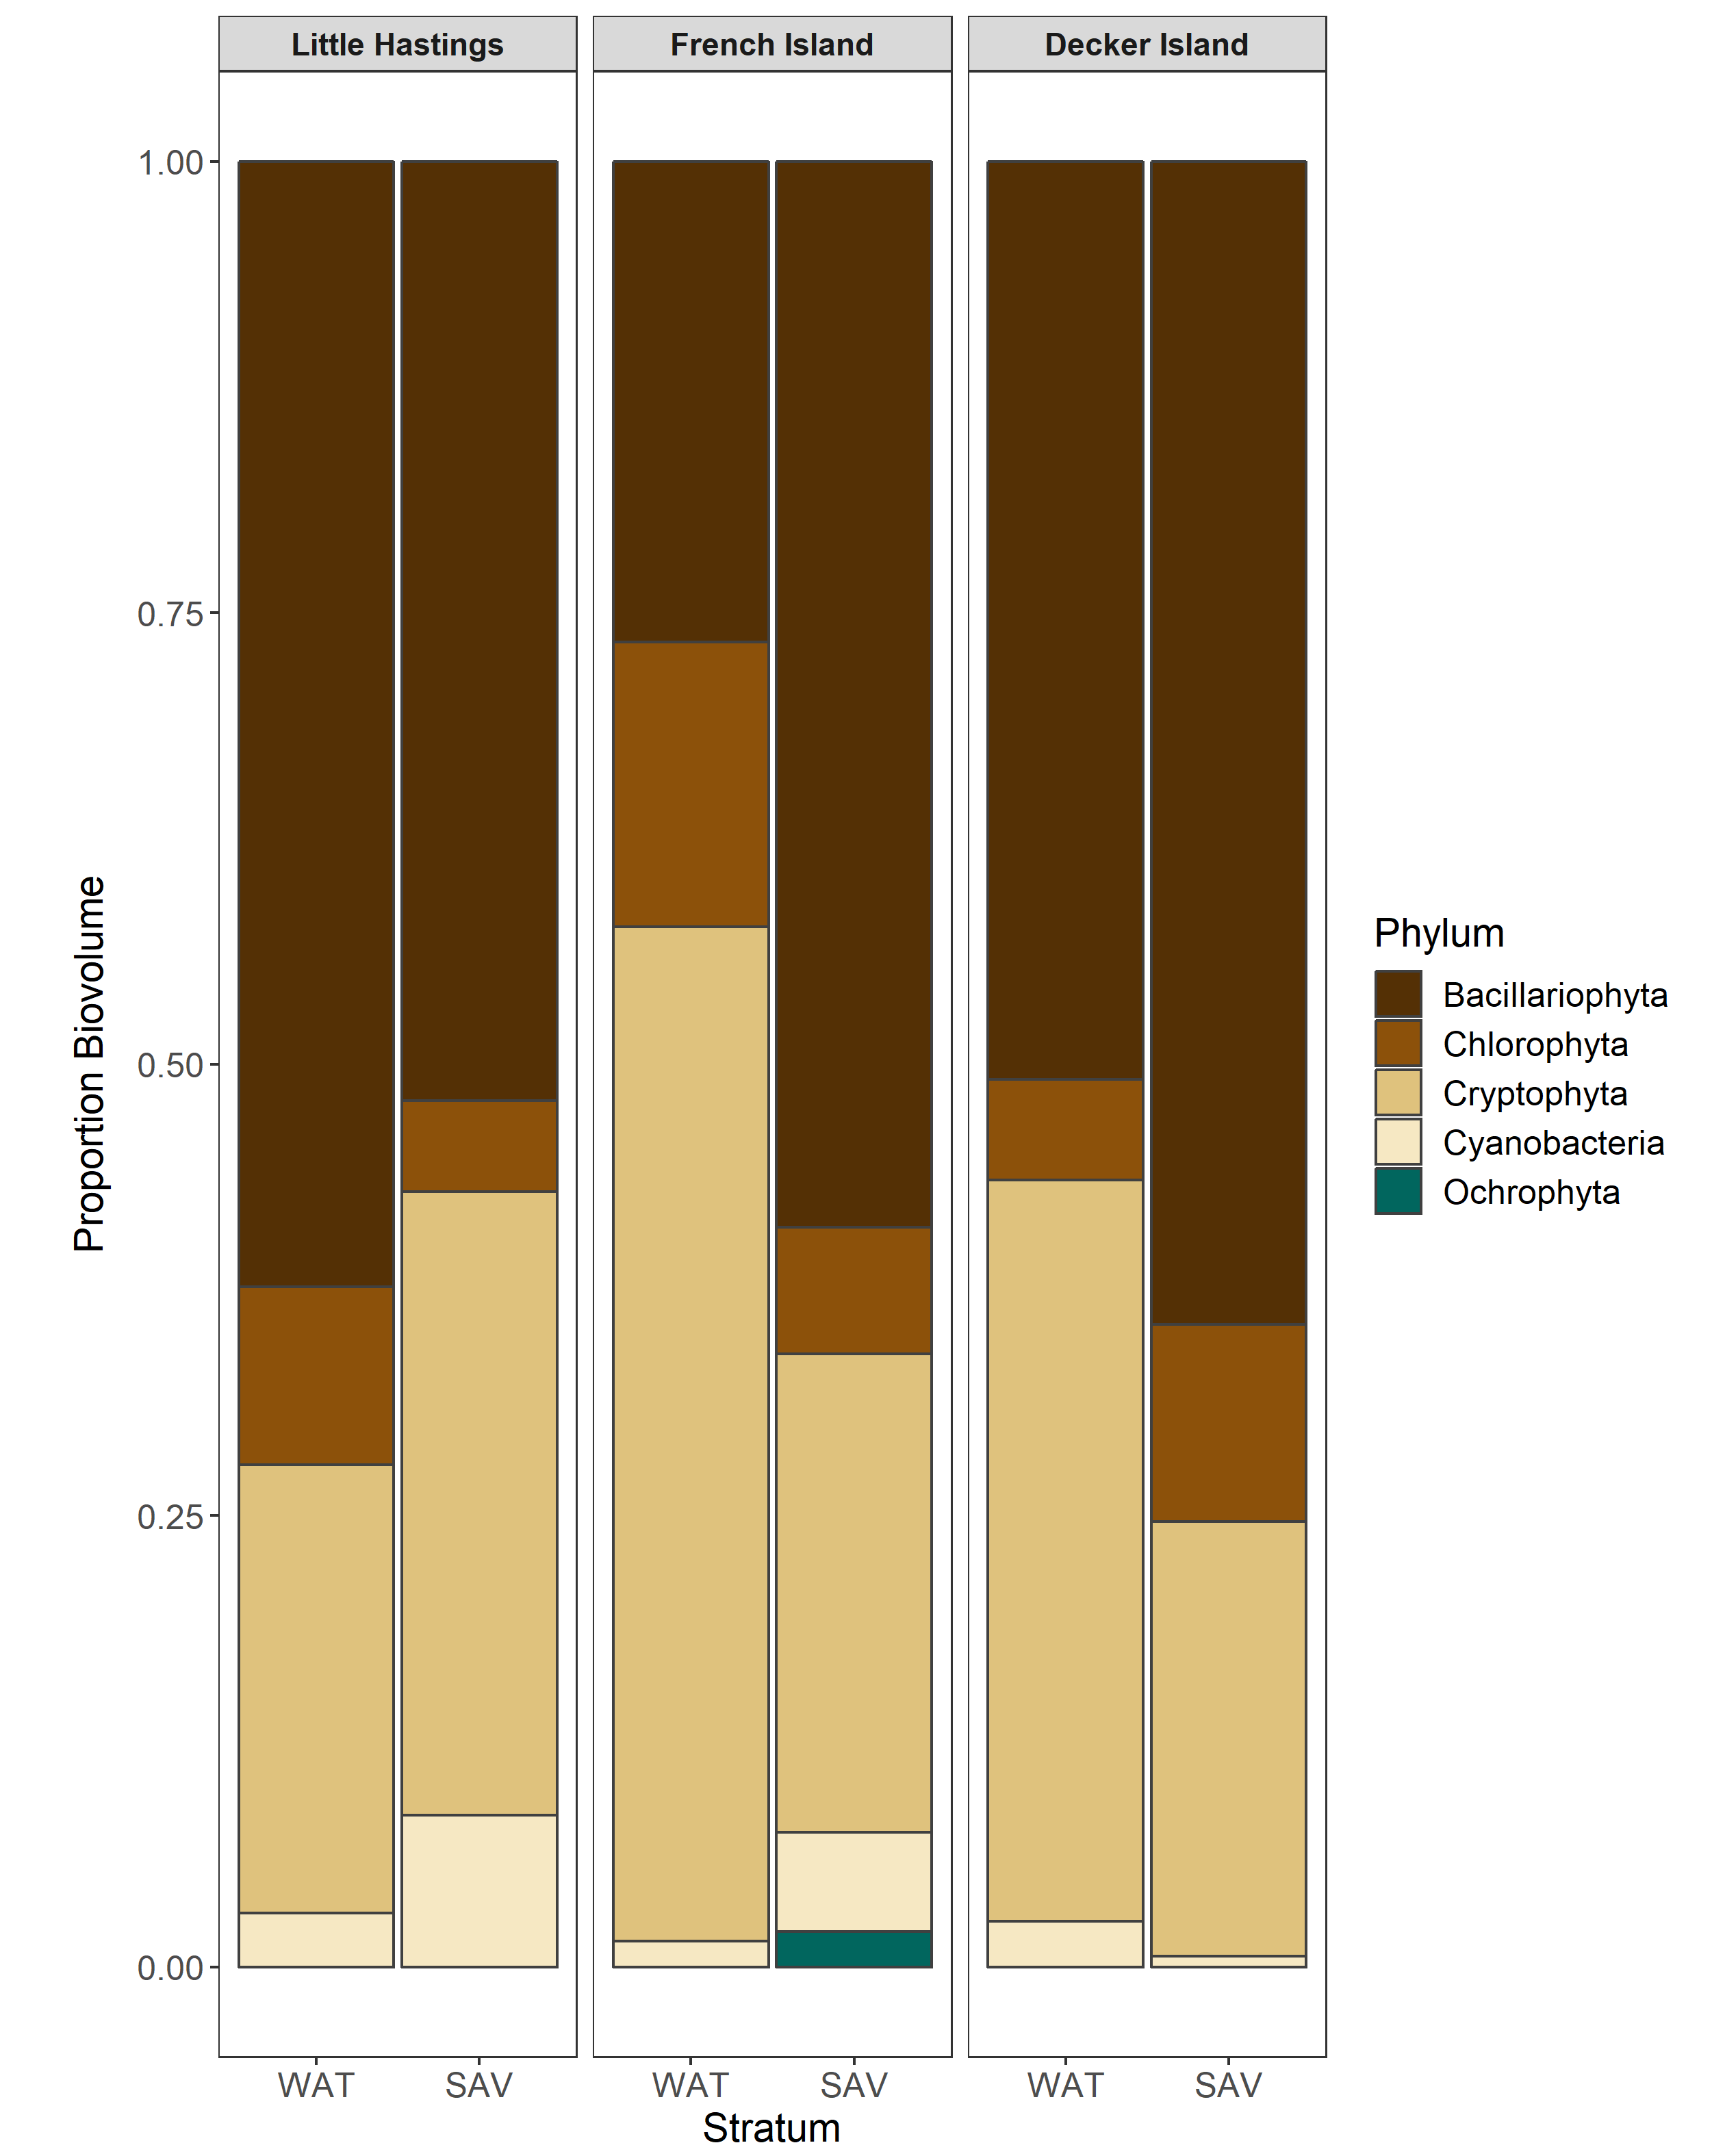 Little Hastings
French Island
Decker Island
1.00
0.75
0.50
0.25
0.00
Proportion Biovolume
WAT
SAV
WAT
SAV
WAT
SAV
Stratum
Phylum
Bacillariophyta
Chlorophyta
Cryptophyta
Cyanobacteria
Ochrophyta